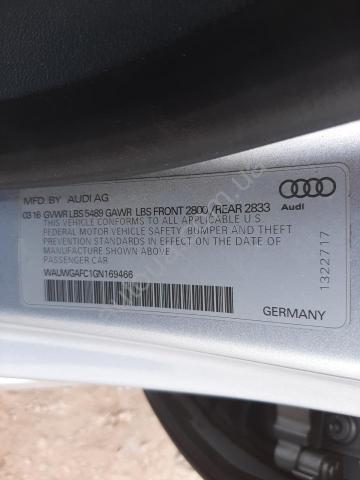 MFD. BY AUDI AG
03 16 GVWR LBS 5489 GAWR LBS FRONT 2800/REAR 2833
THIS VEHICLE CONFORMS TO ALL APPLICABLE U.S.
FEDERAL MOTOR VEHICLE SAFETY, BUMPER AND THEFT
PREVENTION STANDARDS IN EFFECT ON THE DATE OF
MANUFACTURE SHOWN ABOVE.
PASSENGER CAR
WAUWGAFC1GN169466
Audi
1322717
GERMANY